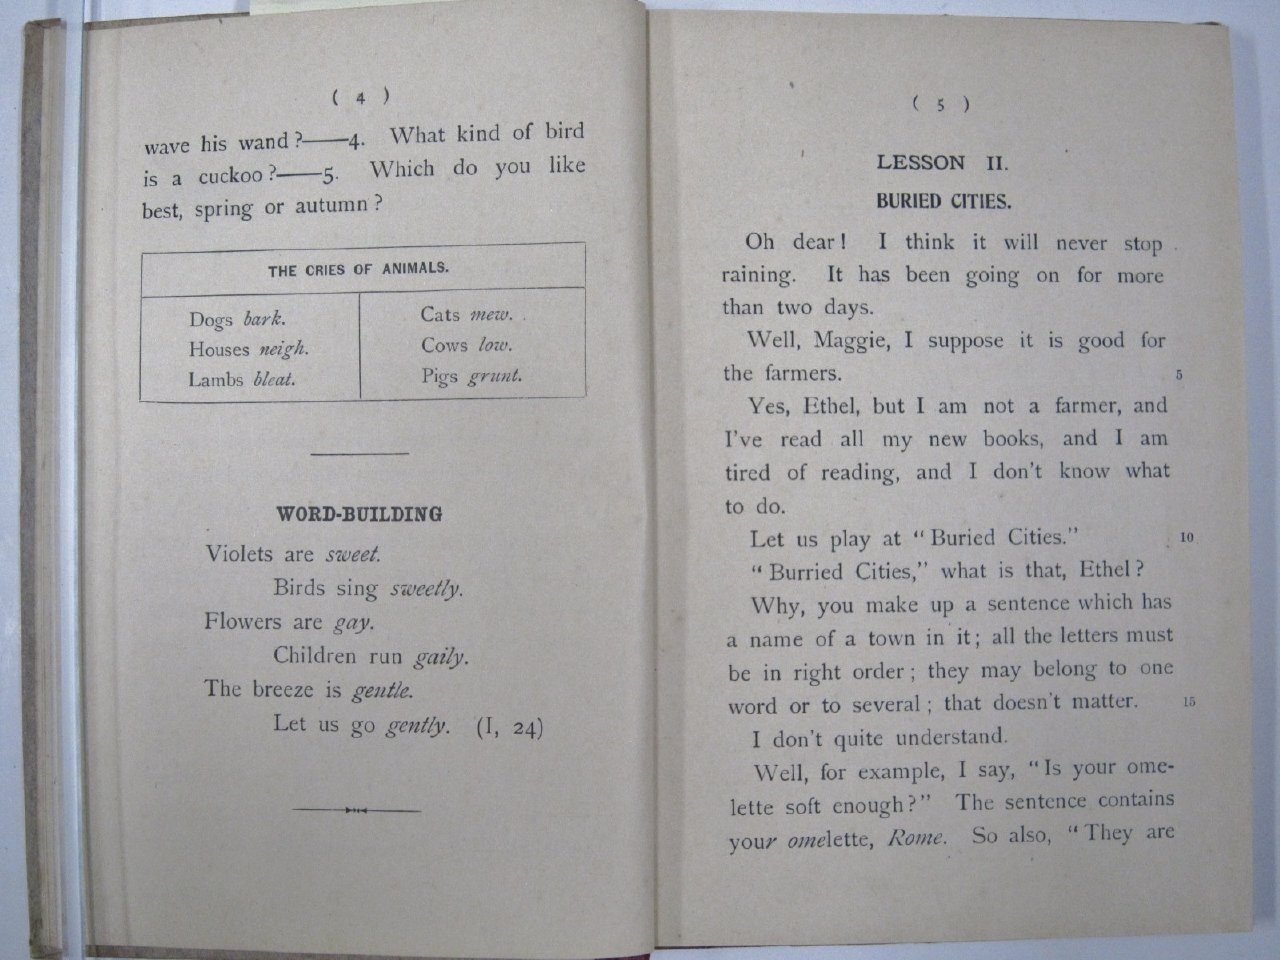 ( 4 )
wave his wand?——4. What kind of bird
is a cuckoo?——5. Which do you like
best, spring or autumn?
THE CRIES OF ANIMALS.
Dogs bark.
Houses neigh.
Lambs bleat.
Cats mew.
Cows low.
Pigs grunt.
WORD-BUILDING
Violets are sweet.
Birds sing sweetly.
Flowers are gay.
Children run gaily.
The breeze is gentle.
Let us go gently. (I, 24)
( 5 )
LESSON II.
BURIED CITIES.
Oh dear! I think it will never stop
raining. It has been going on for more
than two days.
Well, Maggie, I suppose it is good for
the farmers. 5
Yes, Ethel, but I am not a farmer, and
I've read all my new books, and I am
tired of reading, and I don't know what
to do.
Let us play at "Buried Cities." 10
"Burried Cities," what is that, Ethel?
Why, you make up a sentence which has
a name of a town in it; all the letters must
be in right order; they may belong to one
word or to several; that doesn't matter. 15
I don't quite understand.
Well, for example, I say, "Is your ome-
lette soft enough?" The sentence contains
your omelette, Rome. So also, "They are